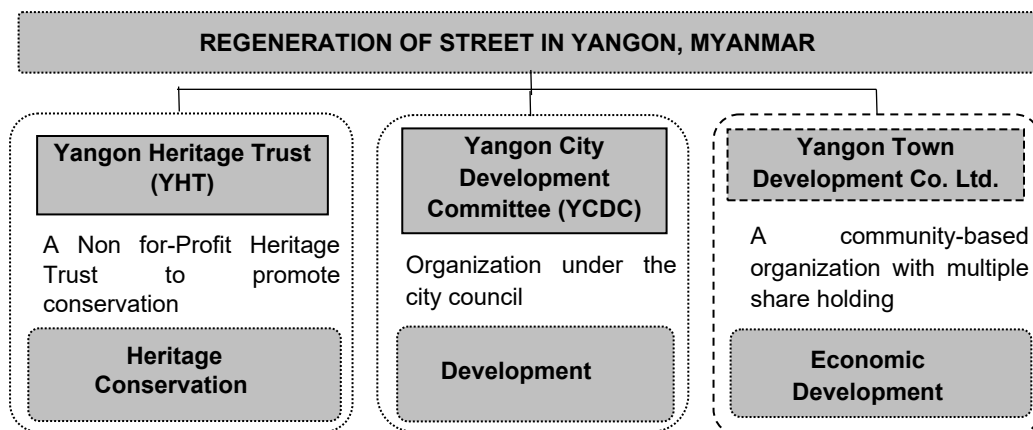 REGENERATION OF STREET IN YANGON, MYANMAR
Yangon Heritage Trust
(YHT)
A Non for-Profit Heritage
Trust to promote
conservation
Heritage
Conservation
Yangon City
Development
Committee (YCDC)
Organization under the
city council
Development
Yangon Town
Development Co. Ltd.
A community-based
organization with multiple
share holding
Economic
Development